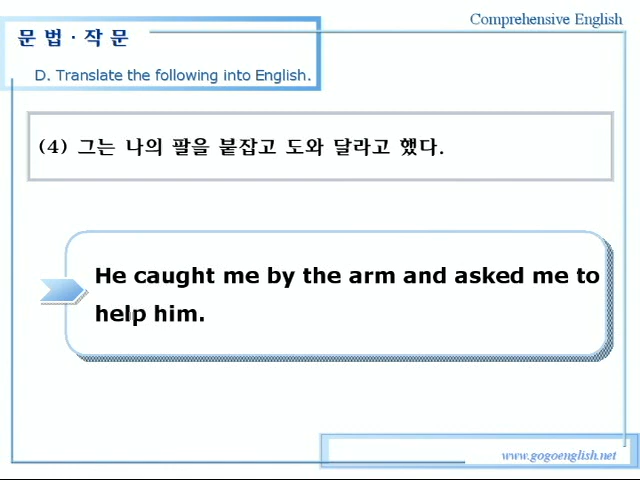 Comprehensive English
문 법 · 작 문
D. Translate the following into English.
(4) 그는 나의 팔을 붙잡고 도와 달라고 했다.
He caught me by the arm and asked me to
help him.
www.gogoenglish.net